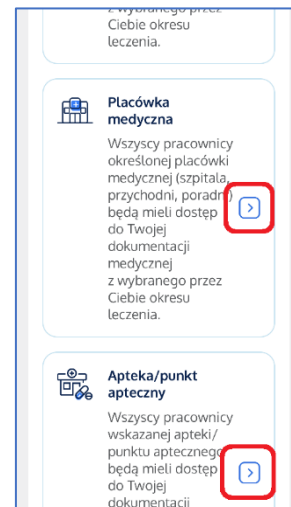 z wybranego przez
Ciebie okresu
leczenia.
Placówka
medyczna
Wszyscy pracownicy
określonej placówki
medycznej (szpitala,
przychodni, poradni)
będą mieli dostęp
do Twojej
dokumentacji
medycznej
z wybranego przez
Ciebie okresu
leczenia.
Apteka/punkt
apteczny
Wszyscy pracownicy
wskazanej apteki/
punktu aptecznego
będą mieli dostęp
do Twojej
dokumentacji